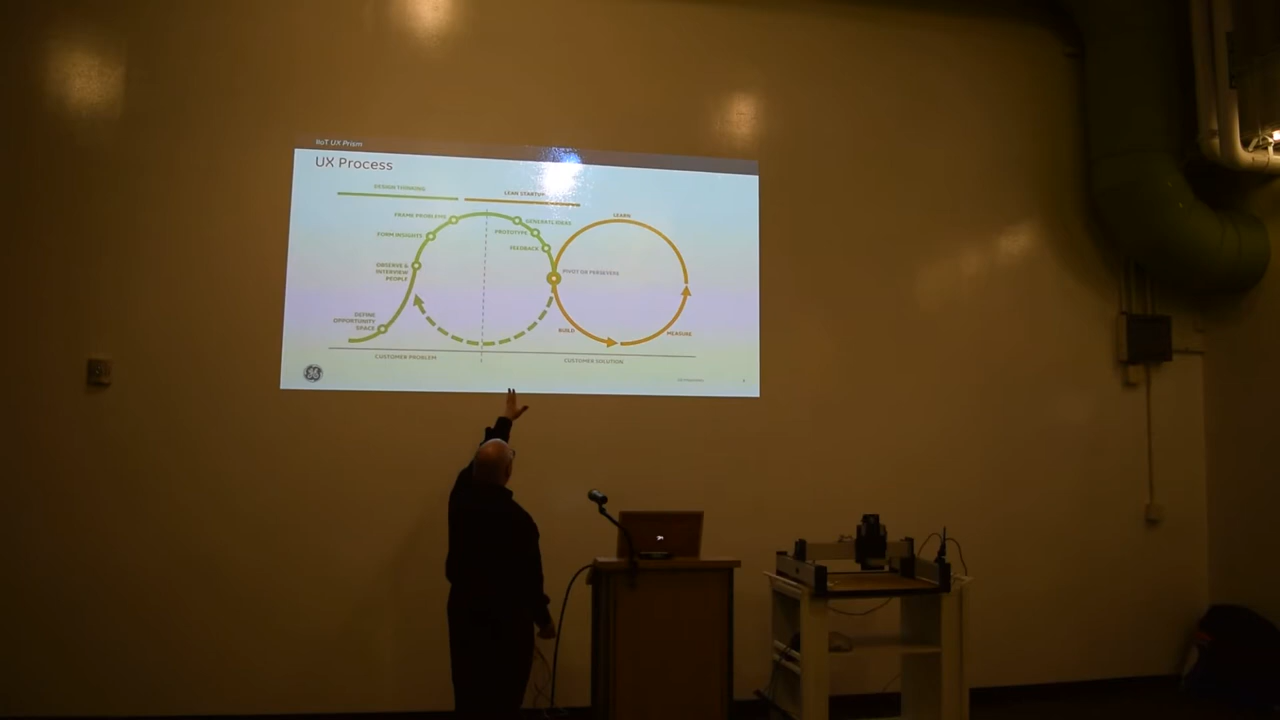 IIoT UX Prism
UX Process
DESIGN THINKING
LEAN STARTUP
FRAME PROBLEMS
GENERATE IDEAS
LEARN
FORM INSIGHTS
PROTOTYPE
FEEDBACK
OBSERVE &
INTERVIEW
PEOPLE
PIVOT OR PERSEVERE
DEFINE
OPPORTUNITY
SPACE
BUILD
MEASURE
CUSTOMER PROBLEM
CUSTOMER SOLUTION